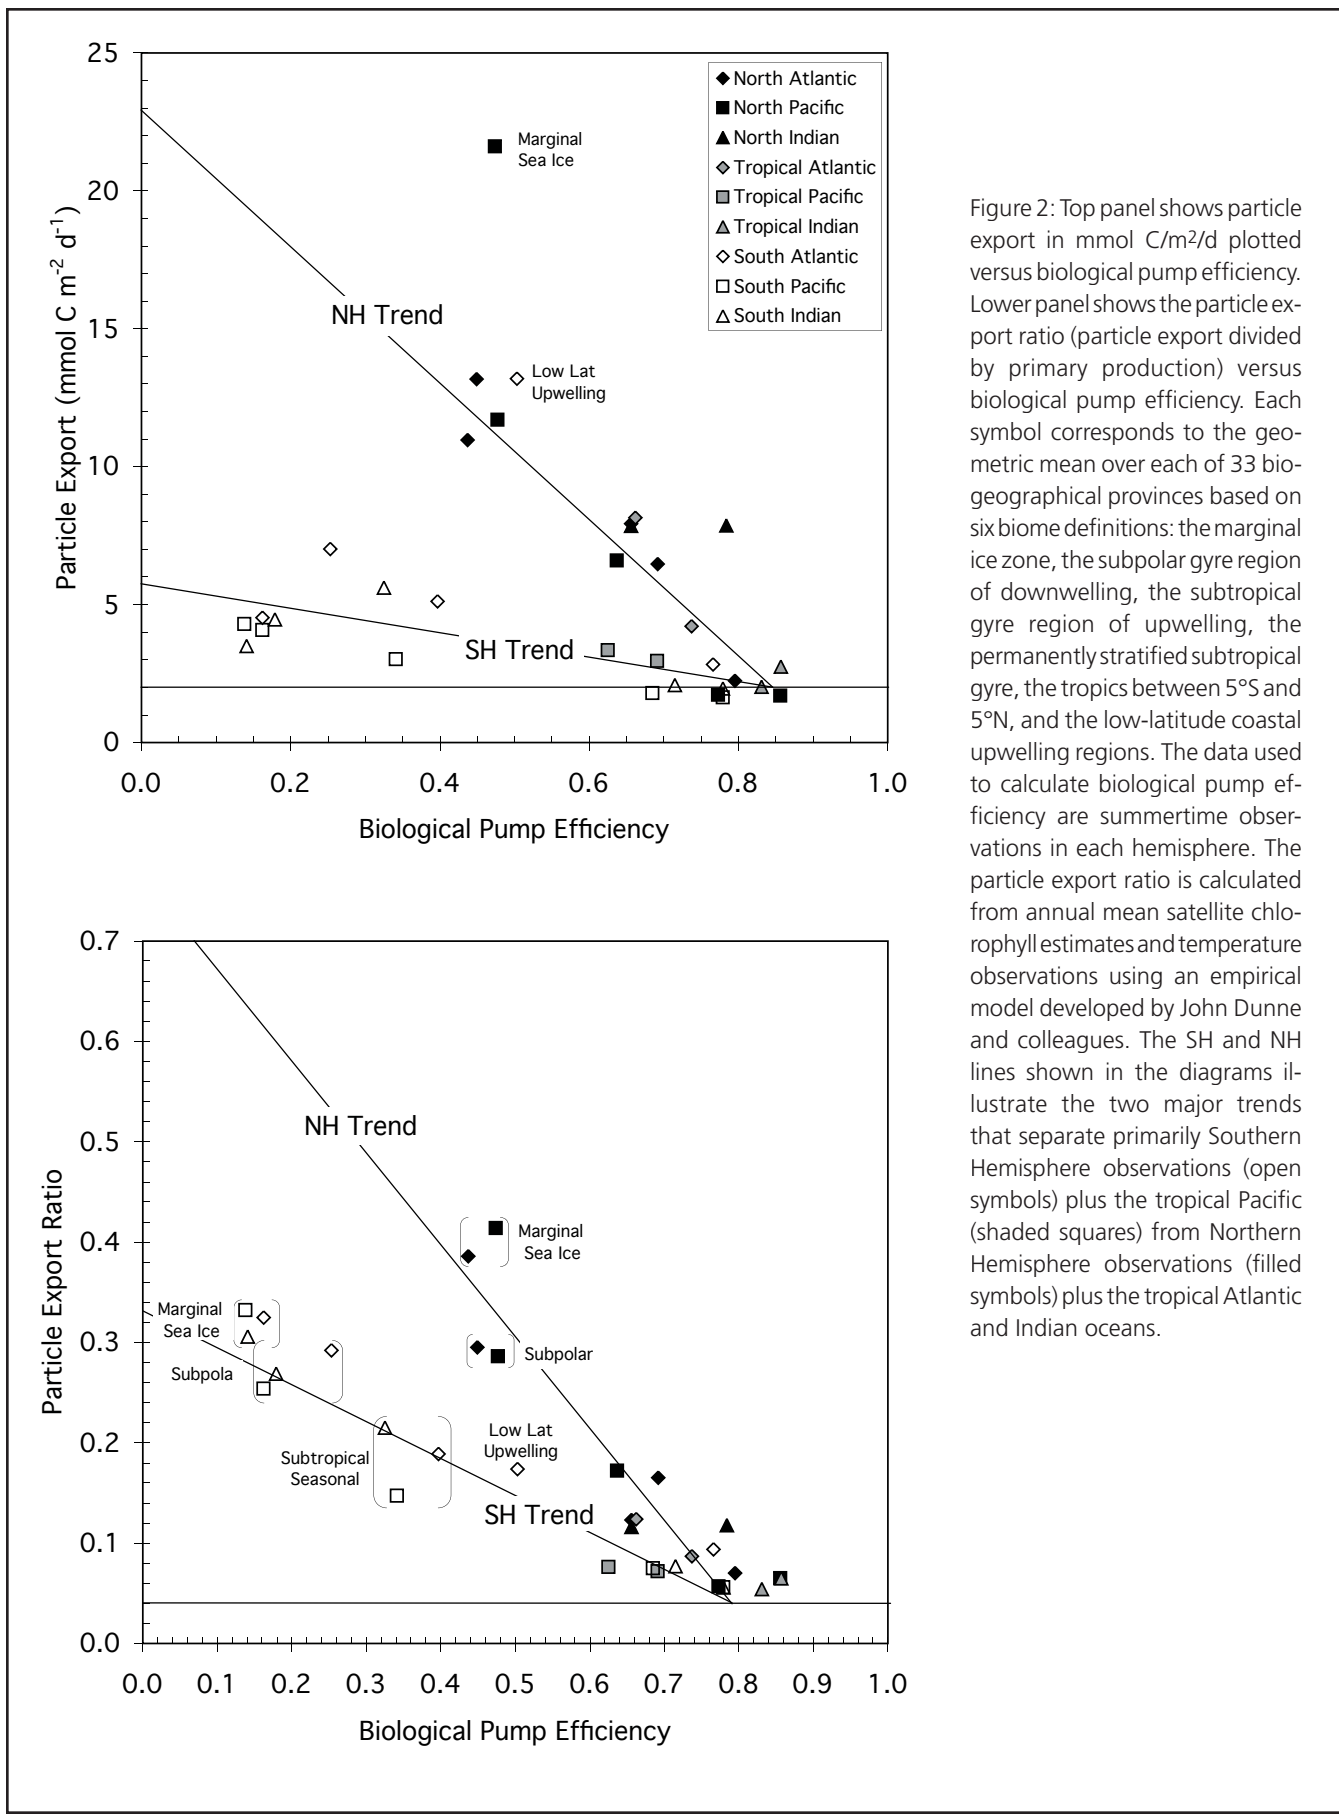 25
20
15
10
5
0
Particle Export (mmol C m-2 d-1)
North Atlantic
North Pacific
North Indian
Tropical Atlantic
Tropical Pacific
Tropical Indian
South Atlantic
South Pacific
South Indian
Marginal
Sea Ice
NH Trend
Low Lat
Upwelling
SH Trend
0.0 0.2 0.4 0.6 0.8 1.0
Biological Pump Efficiency
0.7
0.6
0.5
0.4
0.3
0.2
0.1
0.0
Particle Export Ratio
NH Trend
Marginal
Sea Ice
Marginal
Sea Ice
Subpola
Subpolar
Subtropical
Seasonal
Low Lat
Upwelling
SH Trend
0.0 0.1 0.2 0.3 0.4 0.5 0.6 0.7 0.8 0.9 1.0
Biological Pump Efficiency
Figure 2: Top panel shows particle
export in mmol C/m2/d plotted
versus biological pump efficiency.
Lower panel shows the particle ex-
port ratio (particle export divided
by primary production) versus
biological pump efficiency. Each
symbol corresponds to the geo-
metric mean over each of 33 bio-
geographical provinces based on
six biome definitions: the marginal
ice zone, the subpolar gyre region
of downwelling, the subtropical
gyre region of upwelling, the
permanently stratified subtropical
gyre, the tropics between 5°S and
5°N, and the low-latitude coastal
upwelling regions. The data used
to calculate biological pump ef-
ficiency are summertime obser-
vations in each hemisphere. The
particle export ratio is calculated
from annual mean satellite chlo-
rophyll estimates and temperature
observations using an empirical
model developed by John Dunne
and colleagues. The SH and NH
lines shown in the diagrams il-
lustrate the two major trends
that separate primarily Southern
Hemisphere observations (open
symbols) plus the tropical Pacific
(shaded squares) from Northern
Hemisphere observations (filled
symbols) plus the tropical Atlantic
and Indian oceans.